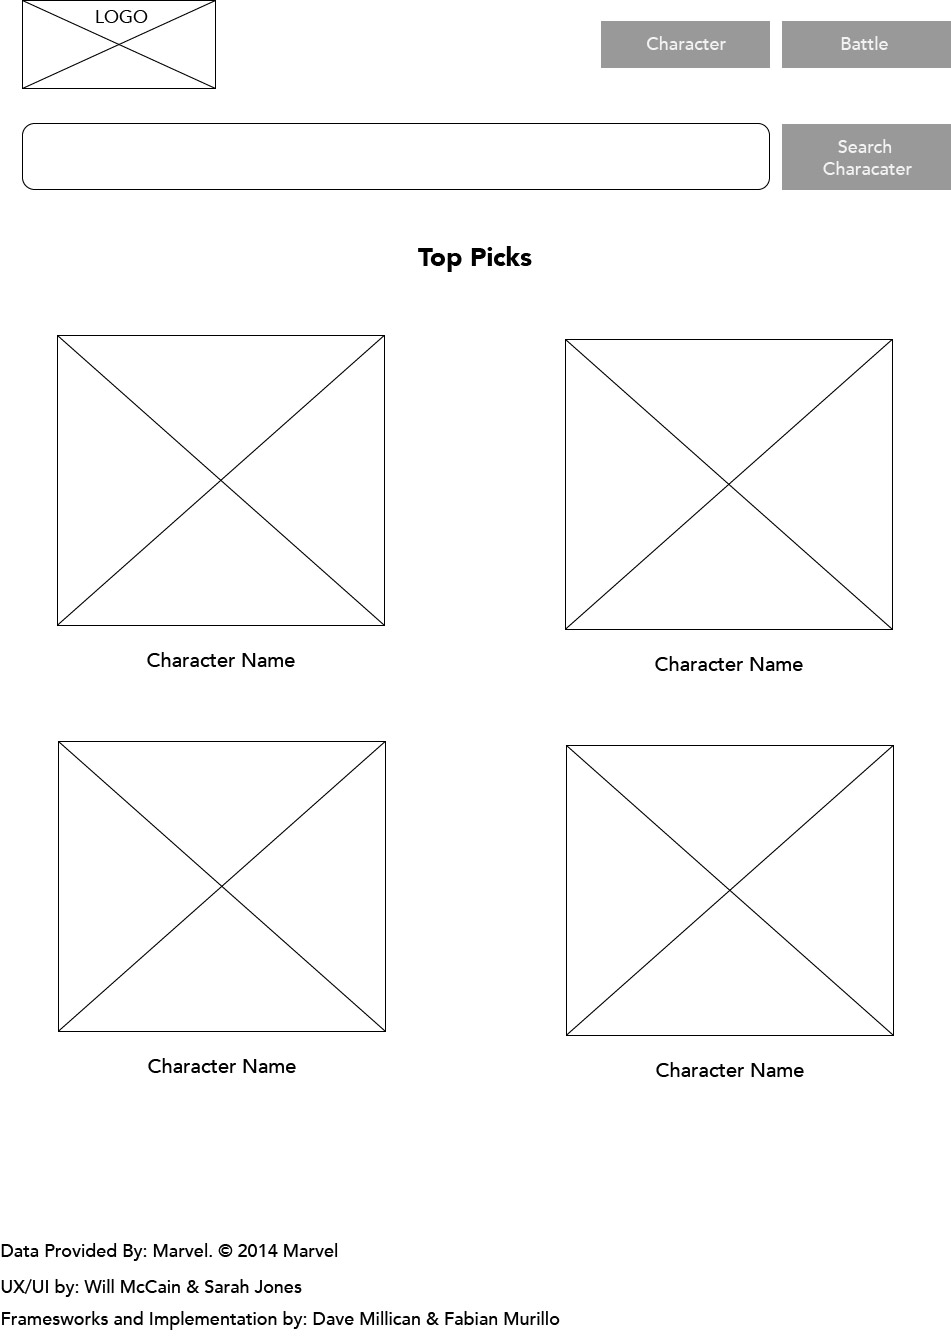 LOGO
Character
Battle
Search
Characater
Top Picks
Character Name
Character Name
Character Name
Character Name
Data Provided By: Marvel. © 2014 Marvel
UX/UI by: Will McCain & Sarah Jones
Framesworks and Implementation by: Dave Millican & Fabian Murillo